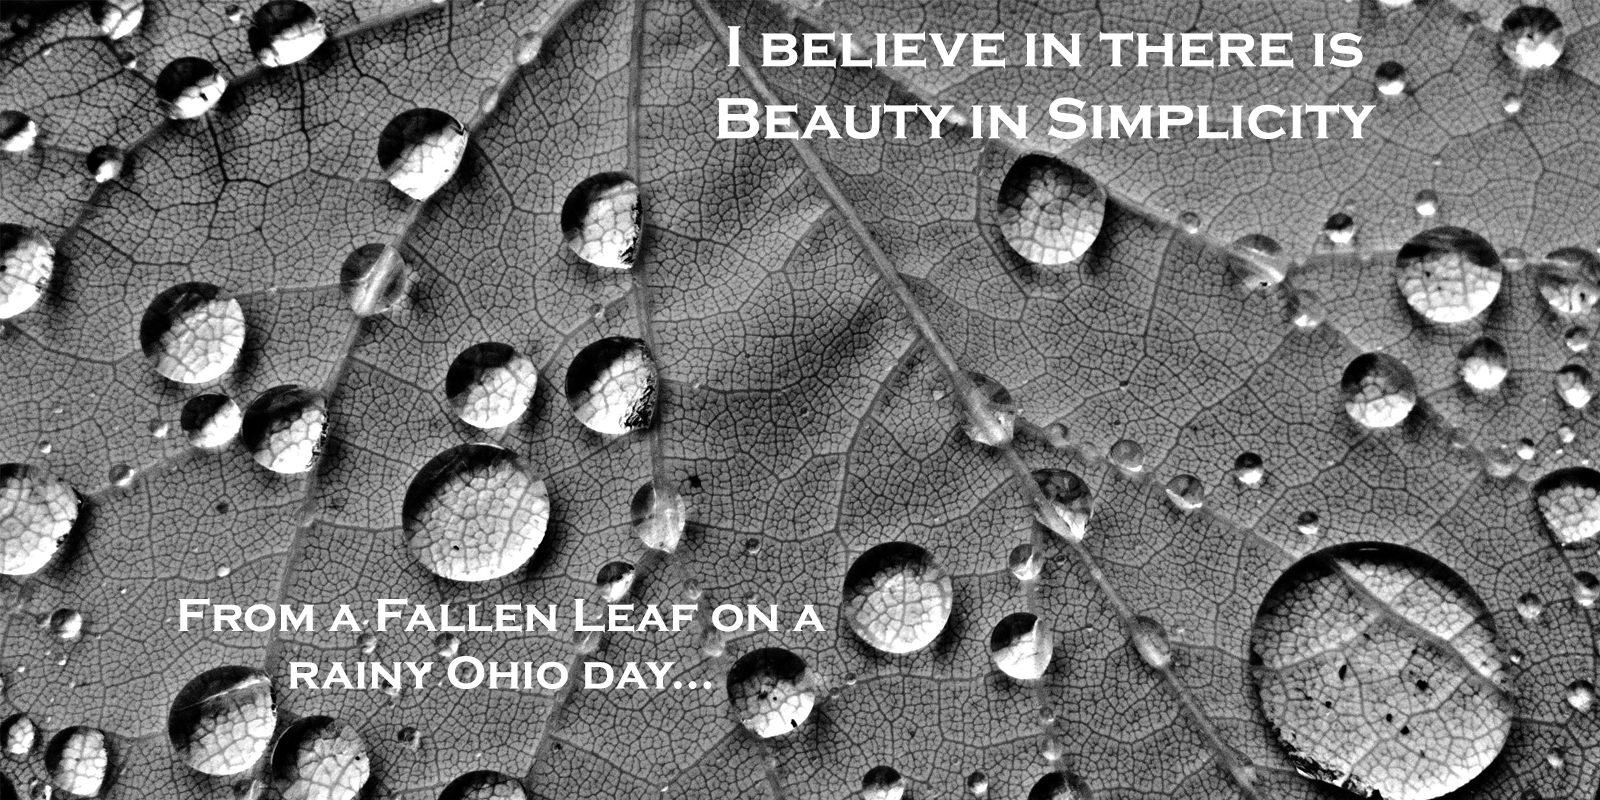 I believe in there is
Beauty in Simplicity
From a Fallen Leaf on a
rainy Ohio day...